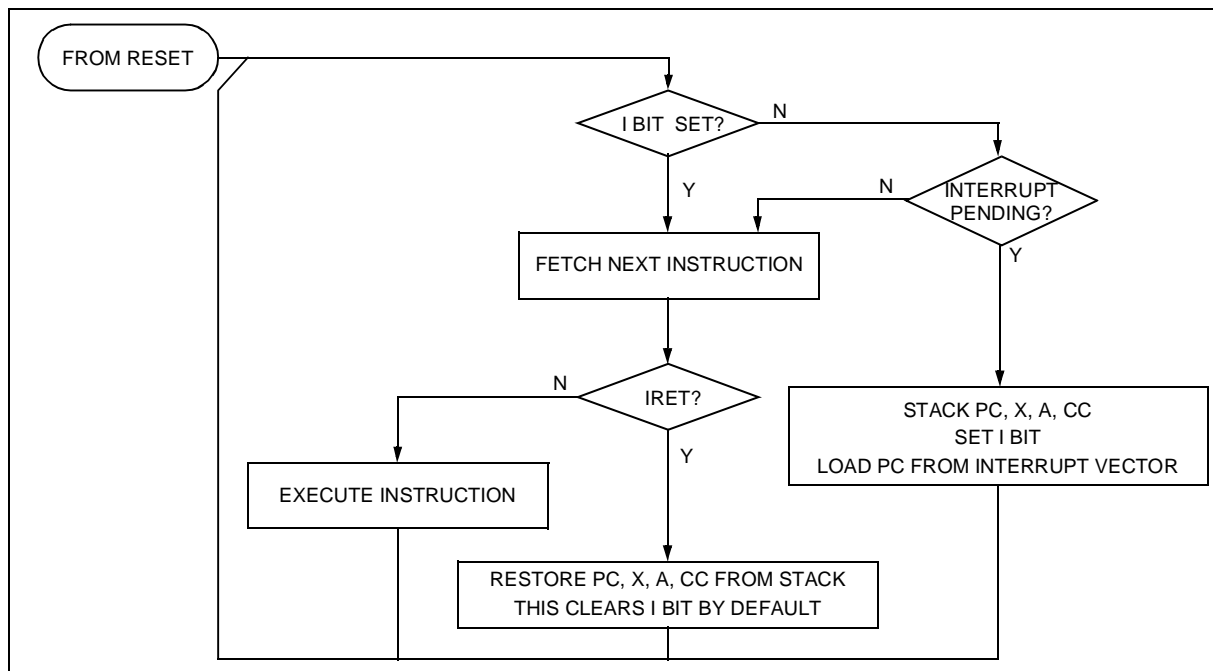 FROM RESET
I BIT SET?
N
Y
N
INTERRUPT
PENDING?
Y
FETCH NEXT INSTRUCTION
N
IRET?
Y
STACK PC, X, A, CC
SET I BIT
LOAD PC FROM INTERRUPT VECTOR
EXECUTE INSTRUCTION
RESTORE PC, X, A, CC FROM STACK
THIS CLEARS I BIT BY DEFAULT